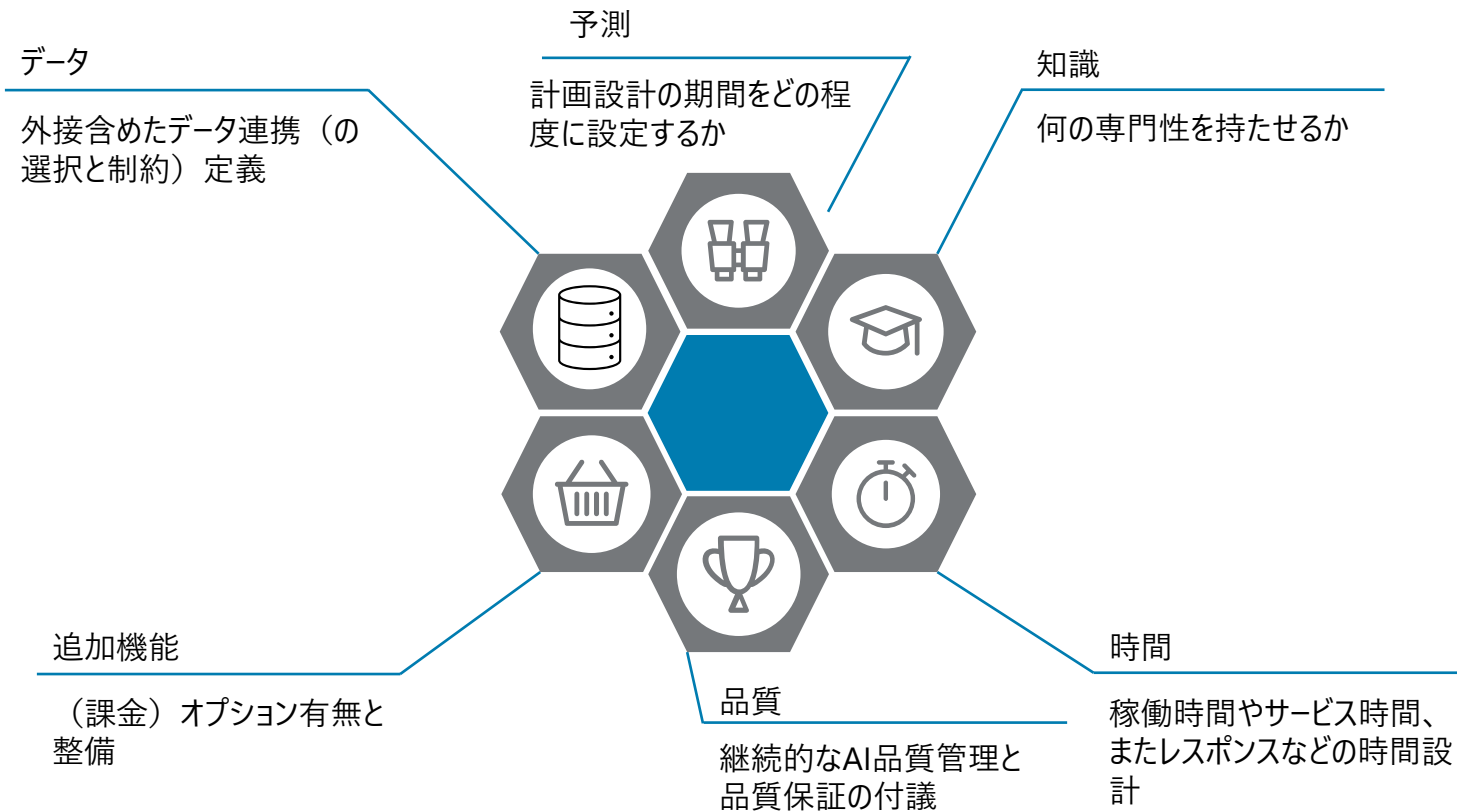 予測
計画設計の期間をどの程
度に設定するか
データ
外接含めたデータ連携（の
選択と制約）定義
知識
何の専門性を持たせるか
追加機能
（課金）オプション有無と
整備
品質
継続的なAI品質管理と
品質保証の付議
時間
稼働時間やサービス時間、
またレスポンスなどの時間設
計